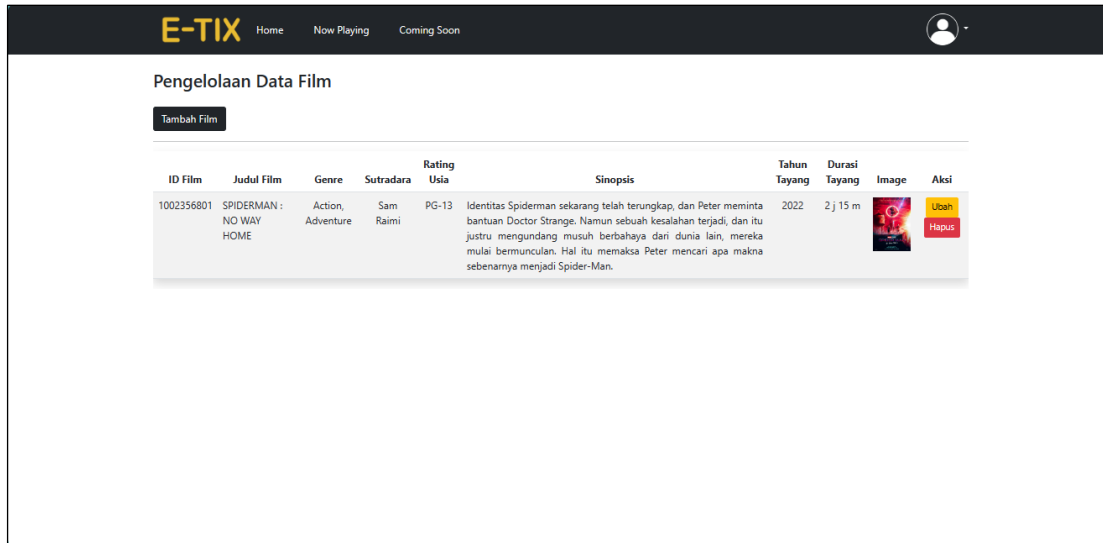 E-TIX Home Now Playing Coming Soon
Pengelolaan Data Film
Tambah Film
ID Film Judul Film Genre Sutradara Rating Usia Sinopsis Tahun Tayang Durasi Tayang Image Aksi
1002356801 SPIDERMAN : Action, Sam PG-13 Identitas Spiderman sekarang telah terungkap, dan Peter meminta 2022 2 j 15 m Ubah
NO WAY Adventure Raimi bantuan Doctor Strange. Namun sebuah kesalahan terjadi, dan itu
HOME justru mengundang musuh berbahaya dari dunia lain, mereka Hapus
mulai bermunculan. Hal itu memaksa Peter mencari apa makna
sebenarnya menjadi Spider-Man.